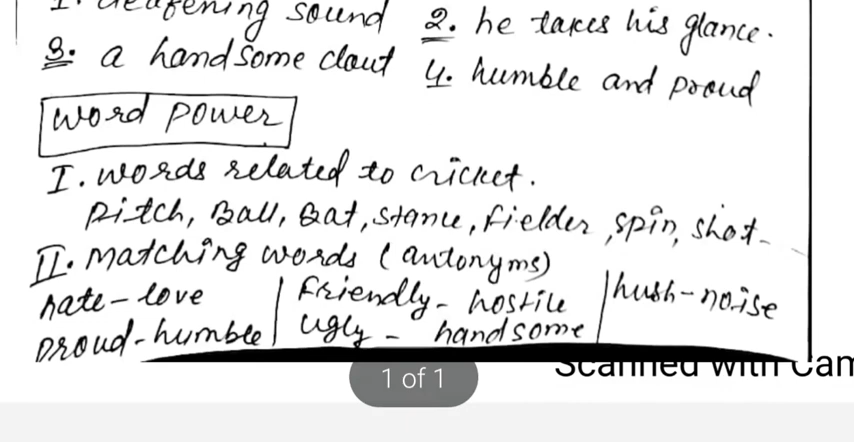 1. deafening sound 2. he takes his glance.
3. a handsome clout 4. humble and proud
word power
I. words related to cricket.
Pitch, Ball, Bat, stance, fielder, spin, shot-
II. Matching words (antonyms)
hate - love | Friendly - hostile | hush - noise
proud - humble | Ugly - handsome
1 of 1
Scanned with Cam